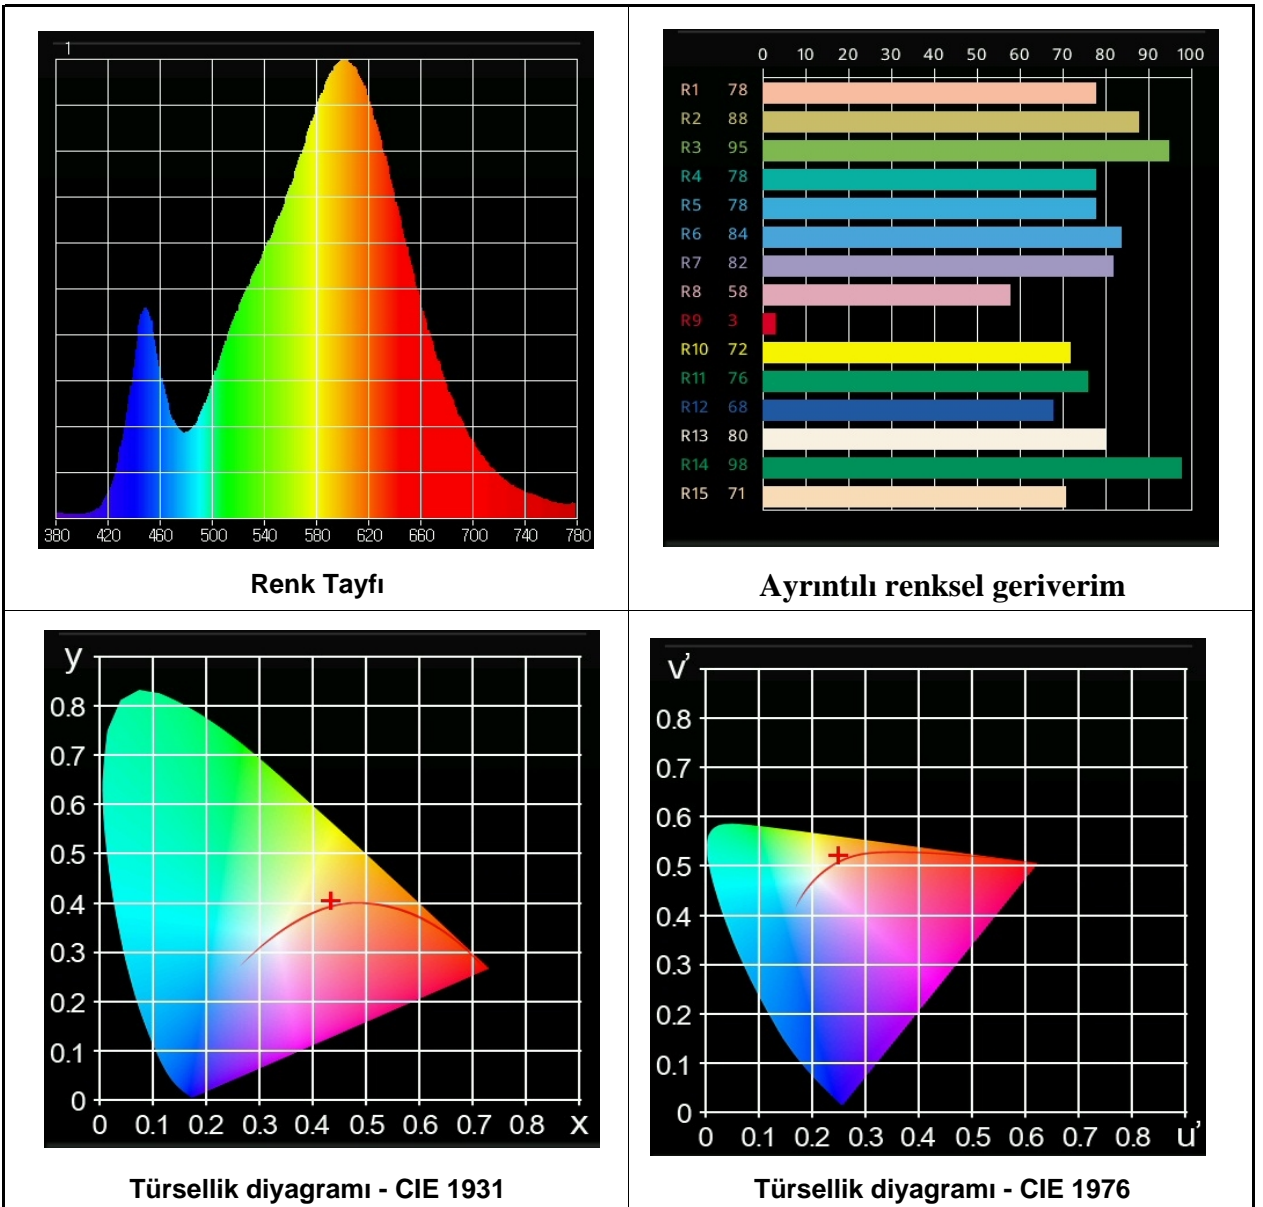 1
380 420 460 500 540 580 620 660 700 740 780
Renk Tayfı
0 10 20 30 40 50 60 70 80 90 100
R1 78
R2 88
R3 95
R4 78
R5 78
R6 84
R7 82
R8 58
R9 3
R10 72
R11 76
R12 68
R13 80
R14 98
R15 71
Ayrıntılı renksel geriverim
y
0.8
0.7
0.6
0.5
0.4
0.3
0.2
0.1
0
0 0.1 0.2 0.3 0.4 0.5 0.6 0.7 0.8 x
Türsellik diyagramı - CIE 1931
v’
0.8
0.7
0.6
0.5
0.4
0.3
0.2
0.1
0
0 0.1 0.2 0.3 0.4 0.5 0.6 0.7 0.8 u’
Türsellik diyagramı - CIE 1976